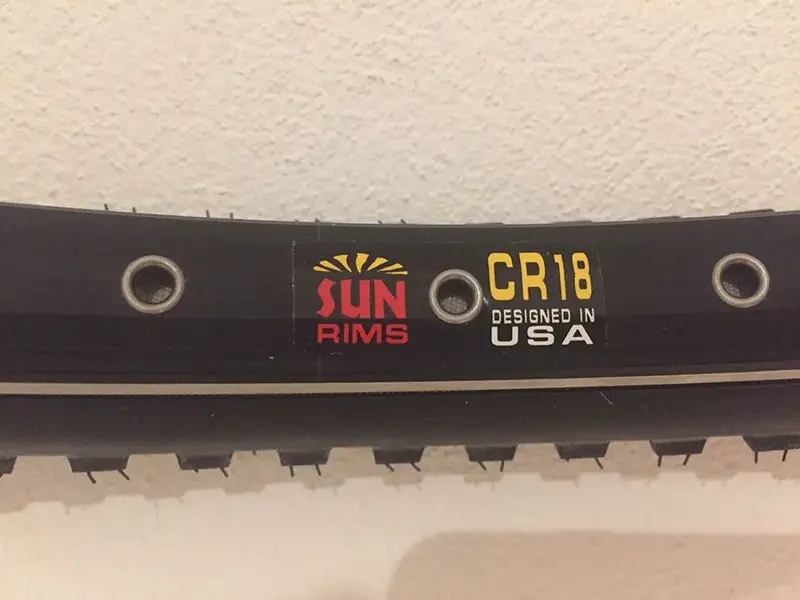 SUN
RIMS
CR18
DESIGNED IN
USA